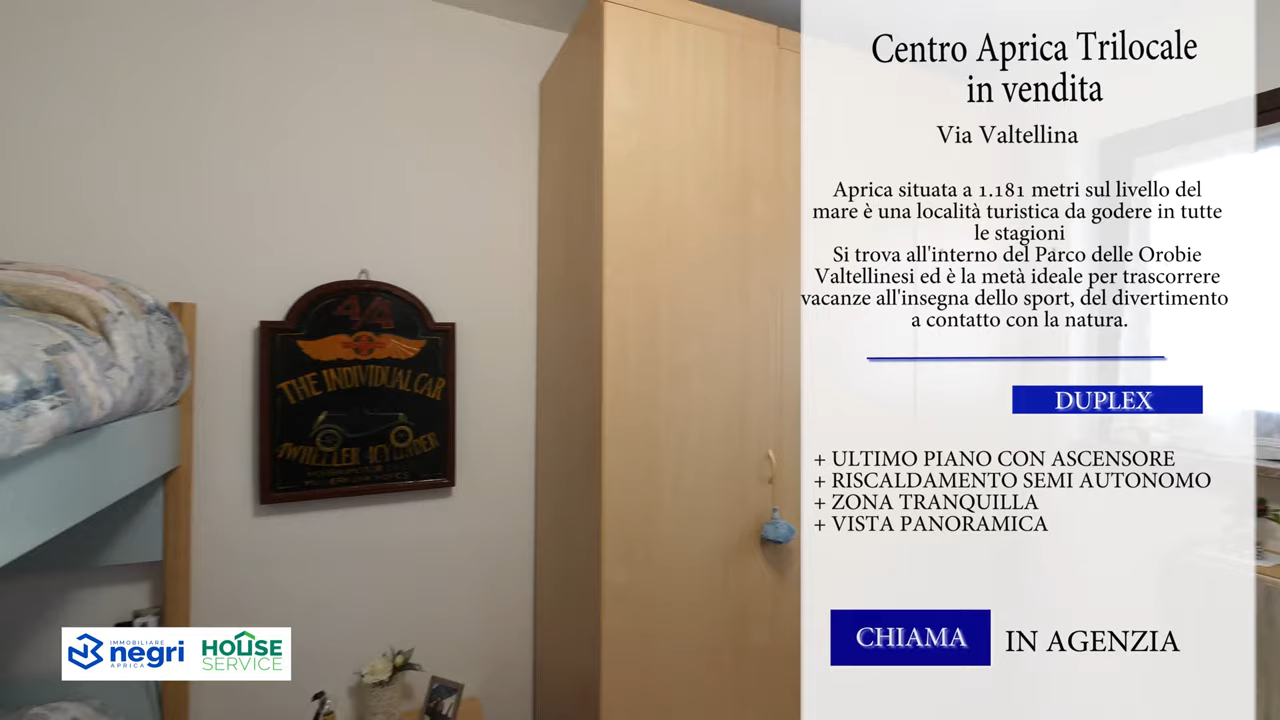 Centro Aprica Trilocale
in vendita
Via Valtellina
Aprica situata a 1.181 metri sul livello del
mare è una località turistica da godere in tutte
le stagioni
Si trova all'interno del Parco delle Orobie
Valtellinesi ed è la metà ideale per trascorrere
vacanze all'insegna dello sport, del divertimento
a contatto con la natura.
DUPLEX
+ ULTIMO PIANO CON ASCENSORE
+ RISCALDAMENTO SEMI AUTONOMO
+ ZONA TRANQUILLA
+ VISTA PANORAMICA
CHIAMA IN AGENZIA
THE INDIVIDUAL CAR
IMMOBILIARE
negri
APRICA
HOUSE
SERVICE